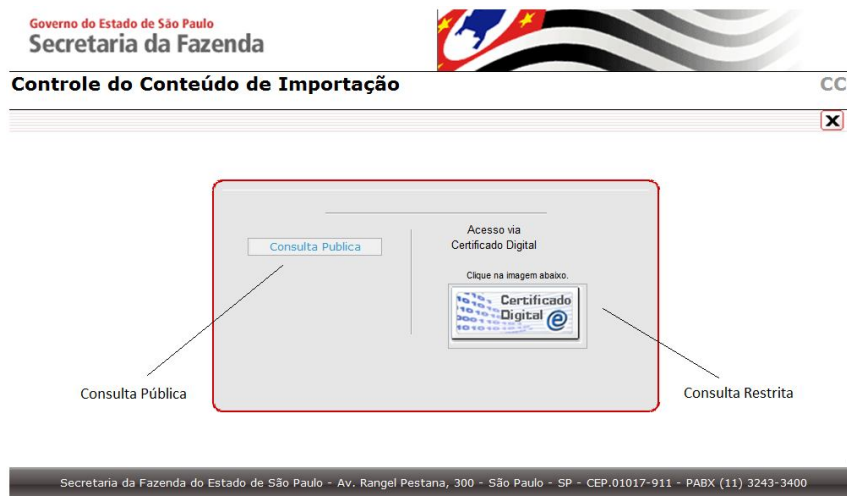 Governo do Estado de São Paulo
Secretaria da Fazenda
Controle do Conteúdo de Importação
CC
X
Consulta Publica
Acesso via
Certificado Digital
Clique na imagem abaixo.
Certificado
Digital e
Consulta Pública
Consulta Restrita
Secretaria da Fazenda do Estado de São Paulo - Av. Rangel Pestana, 300 - São Paulo - SP - CEP.01017-911 - PABX (11) 3243-3400